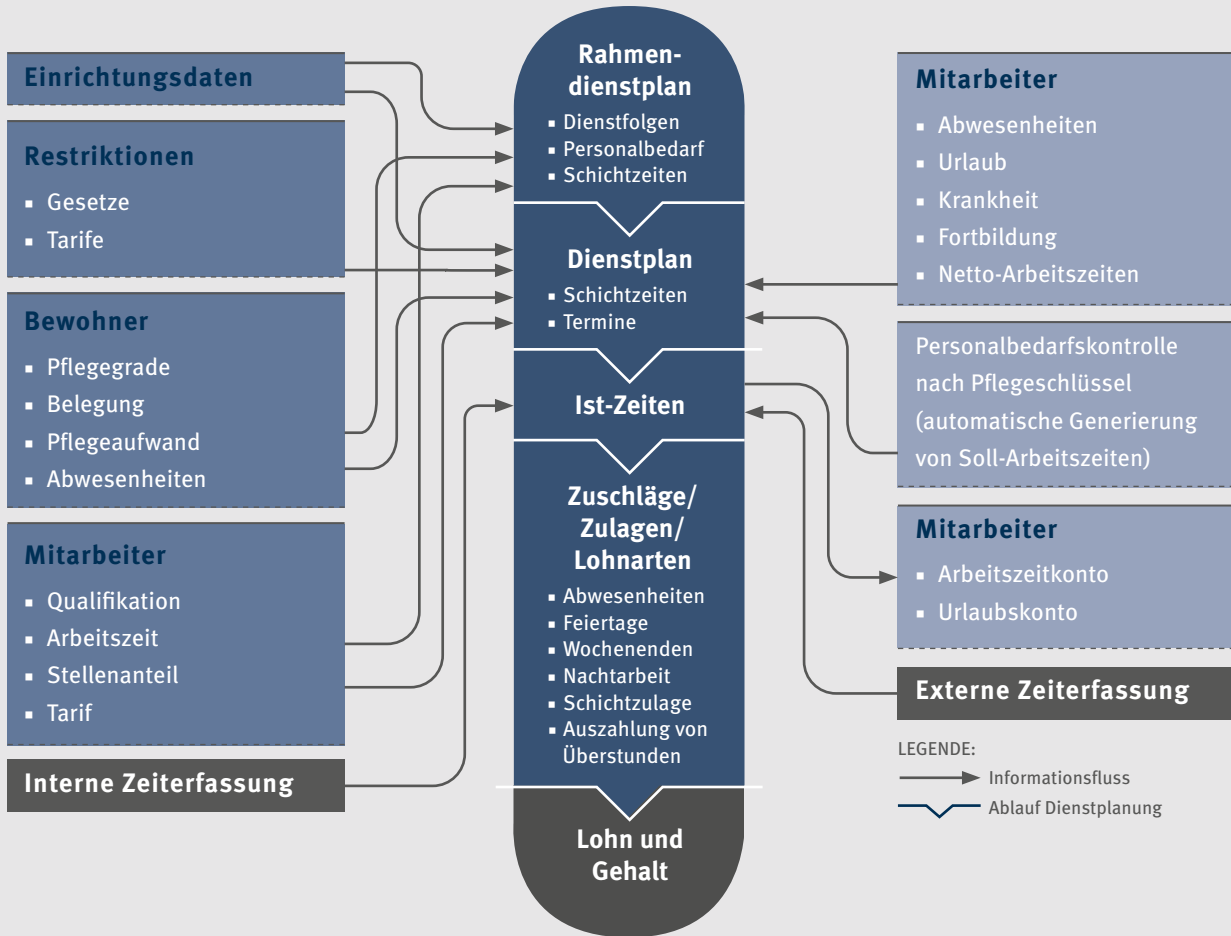 Einrichtungsdaten
Restriktionen
▪ Gesetze
▪ Tarife
Bewohner
▪ Pflegegrade
▪ Belegung
▪ Pflegeaufwand
▪ Abwesenheiten
Mitarbeiter
▪ Qualifikation
▪ Arbeitszeit
▪ Stellenanteil
▪ Tarif
Interne Zeiterfassung
Rahmen-
dienstplan
▪ Dienstfolgen
▪ Personalbedarf
▪ Schichtzeiten
Dienstplan
▪ Schichtzeiten
▪ Termine
Ist-Zeiten
Zuschläge/
Zulagen/
Lohnarten
▪ Abwesenheiten
▪ Feiertage
▪ Wochenenden
▪ Nachtarbeit
▪ Schichtzulage
▪ Auszahlung von
Überstunden
Lohn und
Gehalt
Mitarbeiter
▪ Abwesenheiten
▪ Urlaub
▪ Krankheit
▪ Fortbildung
▪ Netto-Arbeitszeiten
Personalbedarfskontrolle
nach Pflegeschlüssel
(automatische Generierung
von Soll-Arbeitszeiten)
Mitarbeiter
▪ Arbeitszeitkonto
▪ Urlaubskonto
Externe Zeiterfassung
LEGENDE:
Informationsfluss
Ablauf Dienstplanung